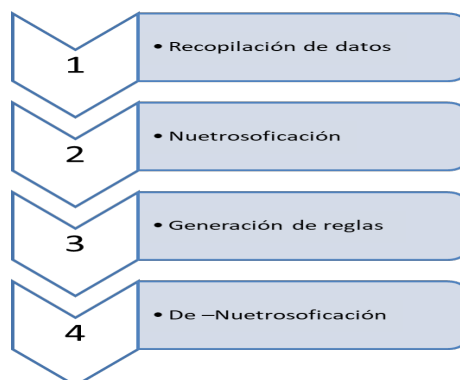 1
• Recopilación de datos
2
• Nuetrosoficación
3
• Generación de reglas
4
• De –Nuetrosoficación